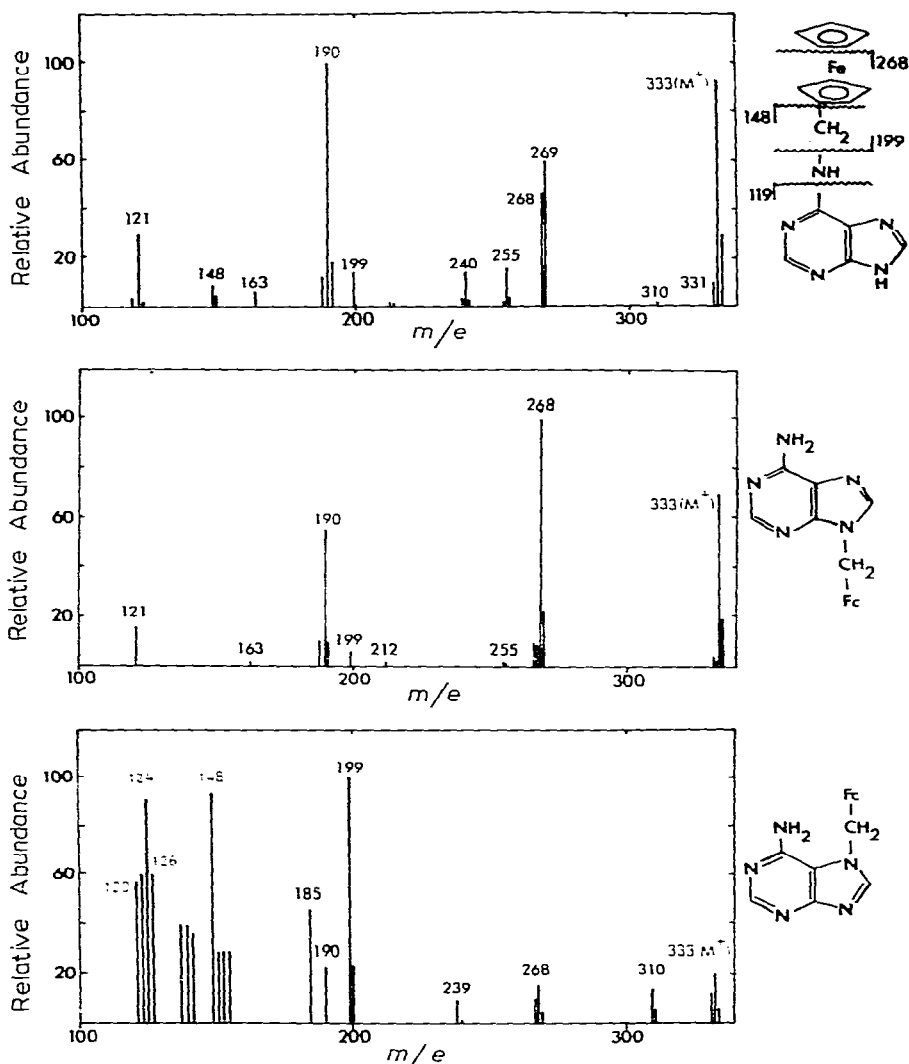 Relative Abundance
100
60
20
121
148
163
190
199
240
255
268
269
310
331
333(M⁺)
100
200
300
m/e
Fe
268
148
CH₂
199
NH
119
N
N
N
N
H
Relative Abundance
100
60
20
121
163
190
199
212
255
268
333(M⁺)
100
200
300
m/e
NH₂
N
N
N
N
CH₂
Fc
Relative Abundance
100
60
20
126
148
185
190
199
239
268
310
333 M⁺)
100
200
300
m/e
Fc
CH₂
NH₂
N
N
N
N